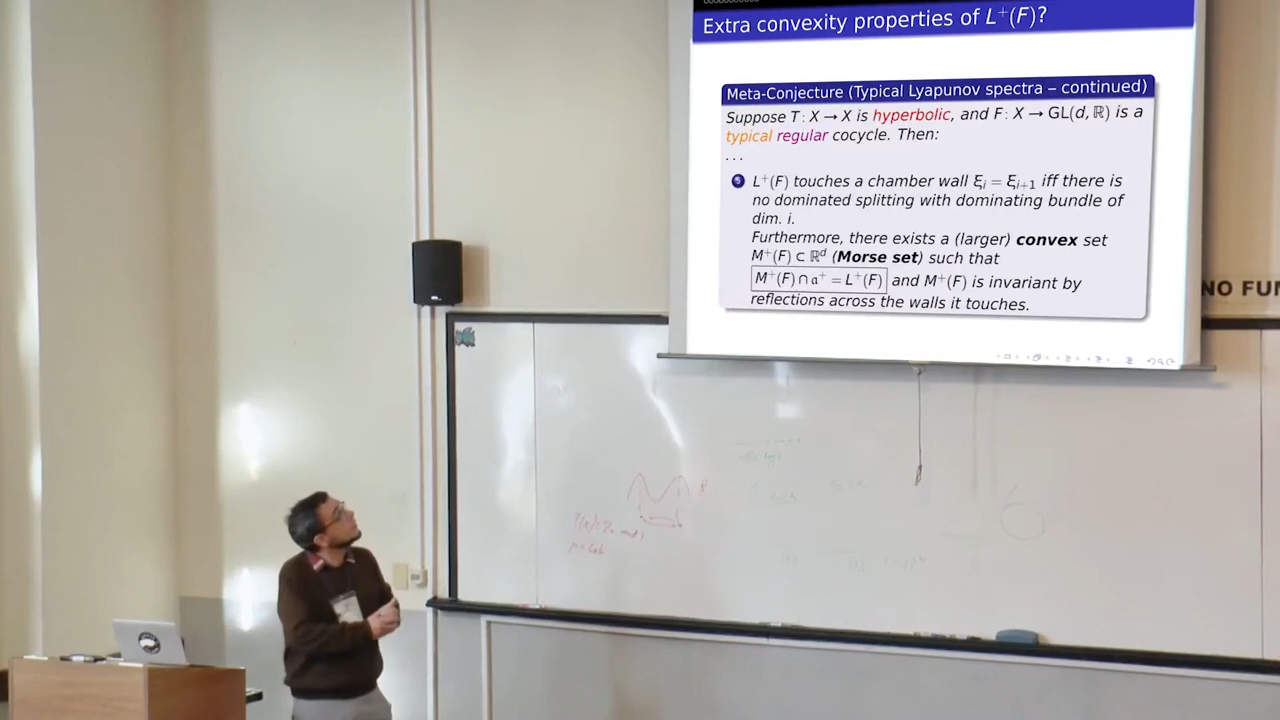 Extra convexity properties of L⁺(F)?
Meta-Conjecture (Typical Lyapunov spectra – continued)
Suppose T: X → X is hyperbolic, and F: X → GL(d, ℝ) is a
typical regular cocycle. Then:
...
L⁺(F) touches a chamber wall ξᵢ = ξᵢ₊₁ iff there is
no dominated splitting with dominating bundle of
dim. i.
Furthermore, there exists a (larger) convex set
M⁺(F) ⊂ ℝᵈ (Morse set) such that
M⁺(F) ∩ 𝔞⁺ = L⁺(F) and M⁺(F) is invariant by
reflections across the walls it touches.
NO FUN